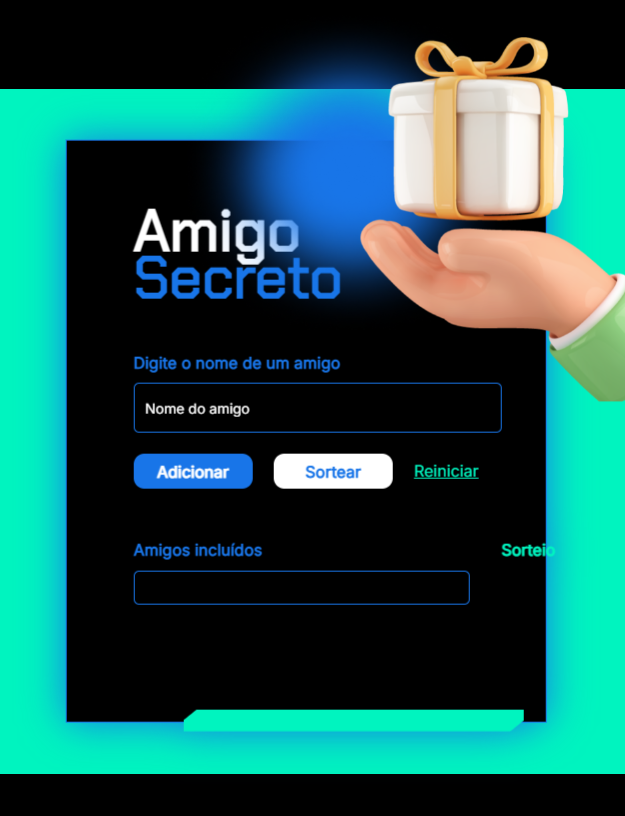 Amigo
Secreto
Digite o nome de um amigo
Nome do amigo
Adicionar Sortear Reiniciar
Amigos incluídos Sorteio